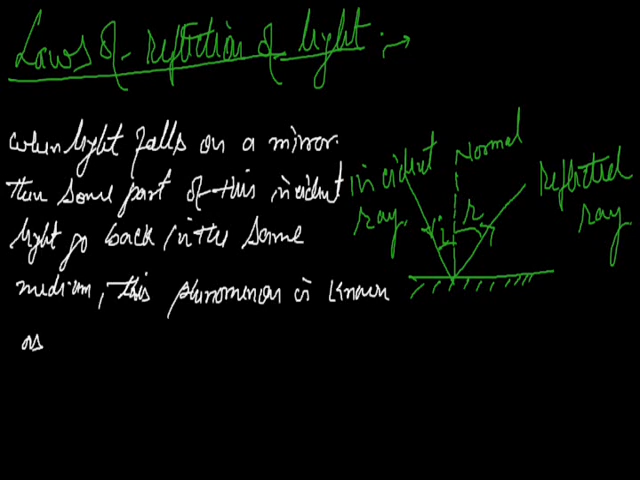 Laws of reflection of light :→
when light falls on a mirror.
then some part of this incident
light go back in the same
medium, this phenominon is known
as
incident
ray
Normal
reflected
ray
i
r